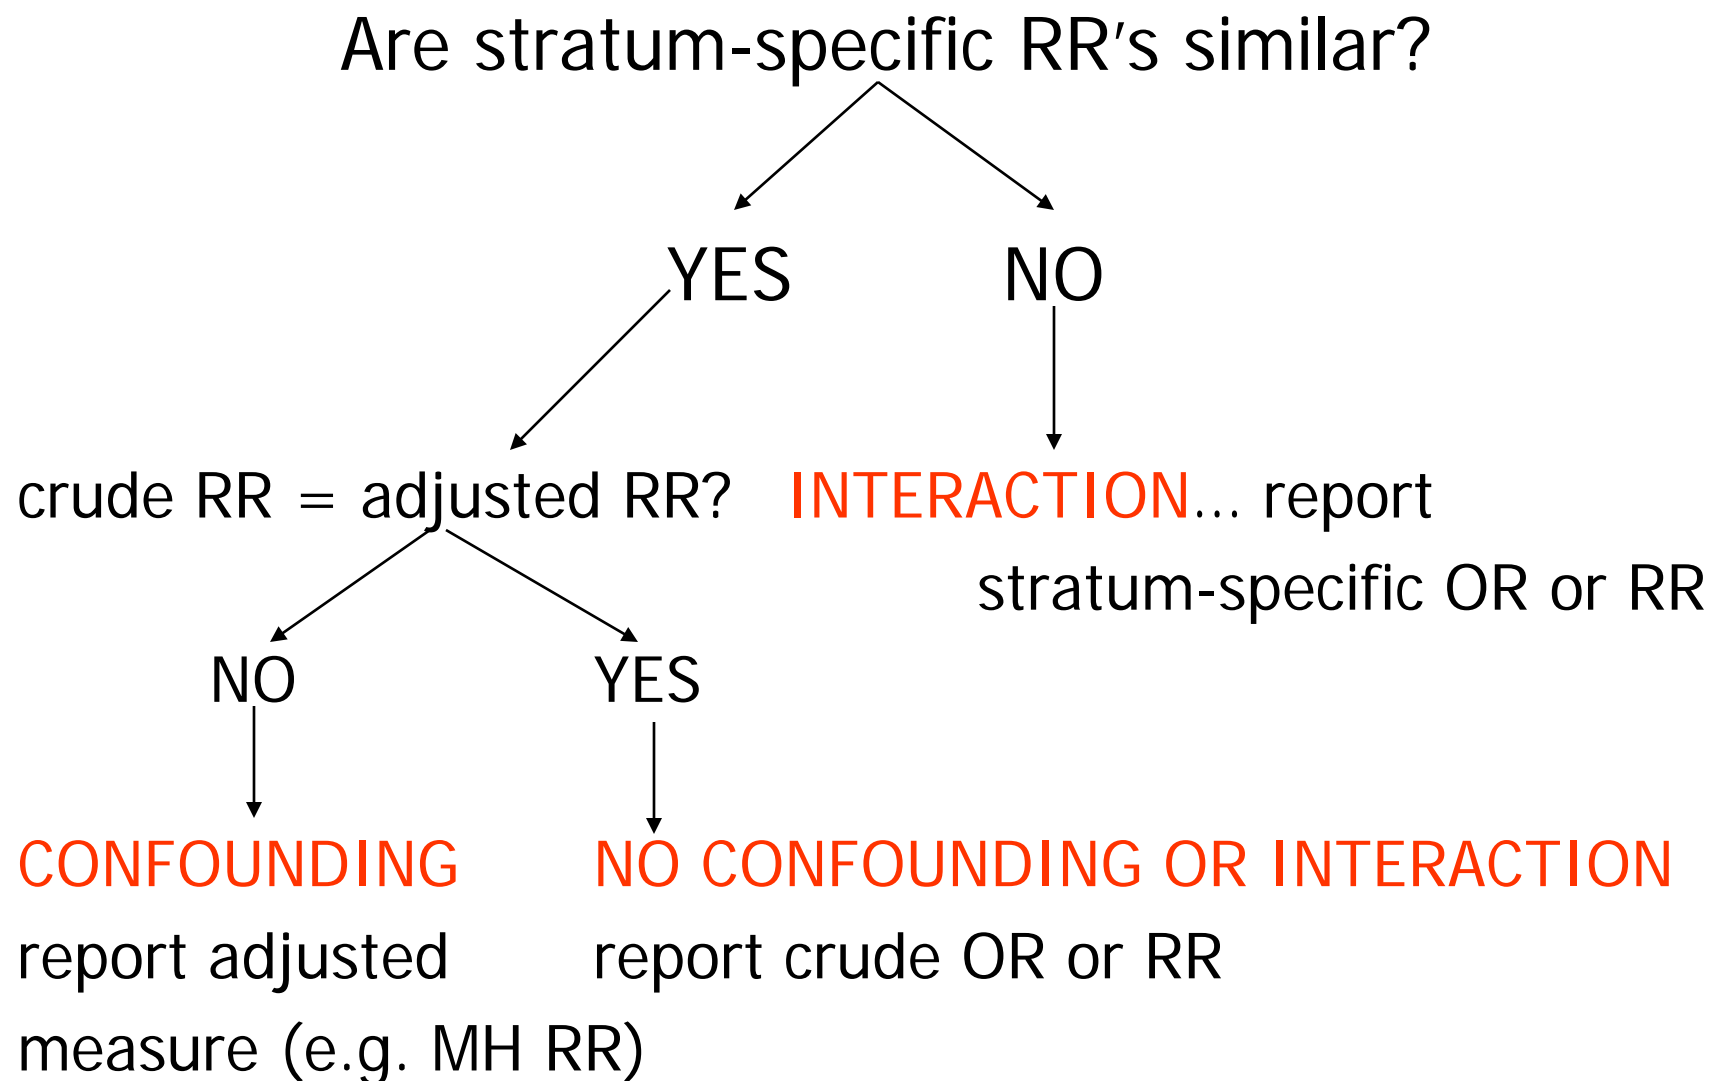 Are stratum-specific RR's similar?
YES NO
crude RR = adjusted RR? INTERACTION... report
stratum-specific OR or RR
NO YES
CONFOUNDING NO CONFOUNDING OR INTERACTION
report adjusted report crude OR or RR
measure (e.g. MH RR)